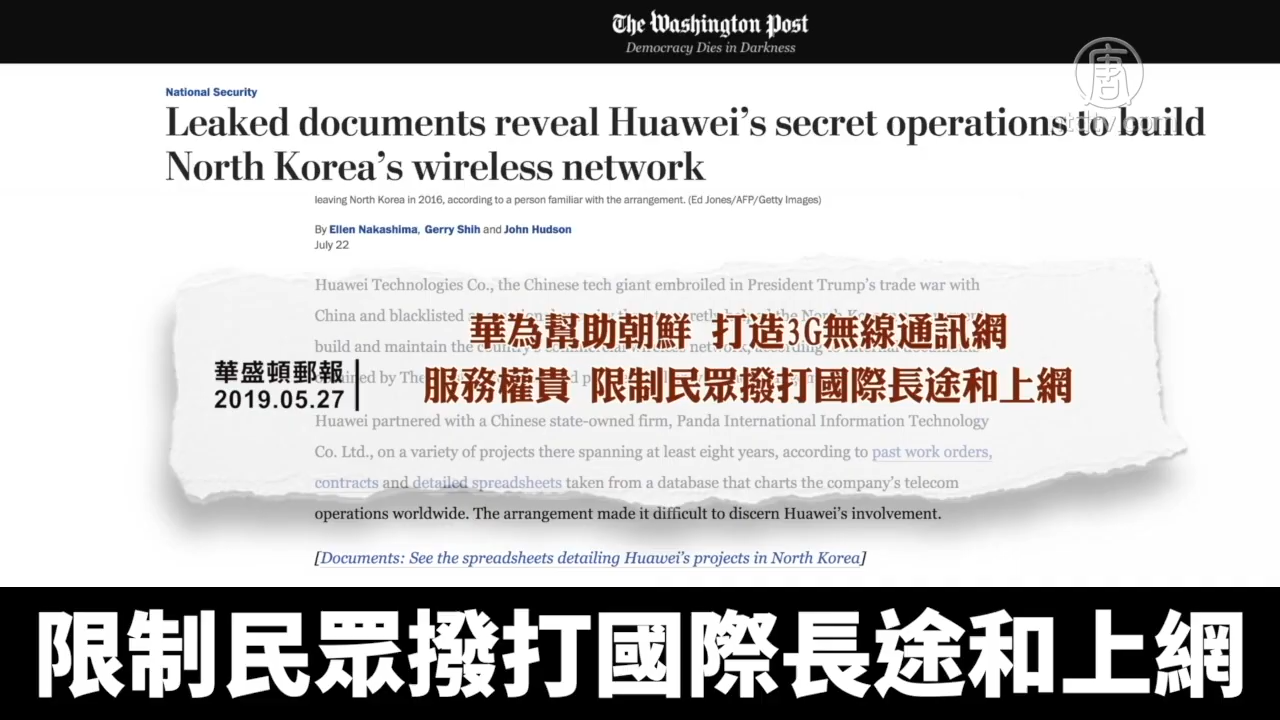 The Washington Post
Democracy Dies in Darkness
唐
National Security
Leaked documents reveal Huawei's secret operations to build
North Korea's wireless network
leaving North Korea in 2016, according to a person familiar with the arrangement. (Ed Jones/AFP/Getty Images)
By Ellen Nakashima, Gerry Shih and John Hudson
July 22
Huawei Technologies Co., the Chinese tech giant embroiled in President Trump's trade war with
China and blacklisted
華為幫助朝鮮 打造3G無線通訊網
build and maintain the
華盛頓郵報
2019.05.27
服務權貴 限制民眾撥打國際長途和上網
Huawei partnered with a Chinese state-owned firm, Panda International Information Technology
Co. Ltd., on a variety of projects there spanning at least eight years, according to past work orders,
contracts and detailed spreadsheets taken from a database that charts the company's telecom
operations worldwide. The arrangement made it difficult to discern Huawei's involvement.
[Documents: See the spreadsheets detailing Huawei's projects in North Korea]
限制民眾撥打國際長途和上網